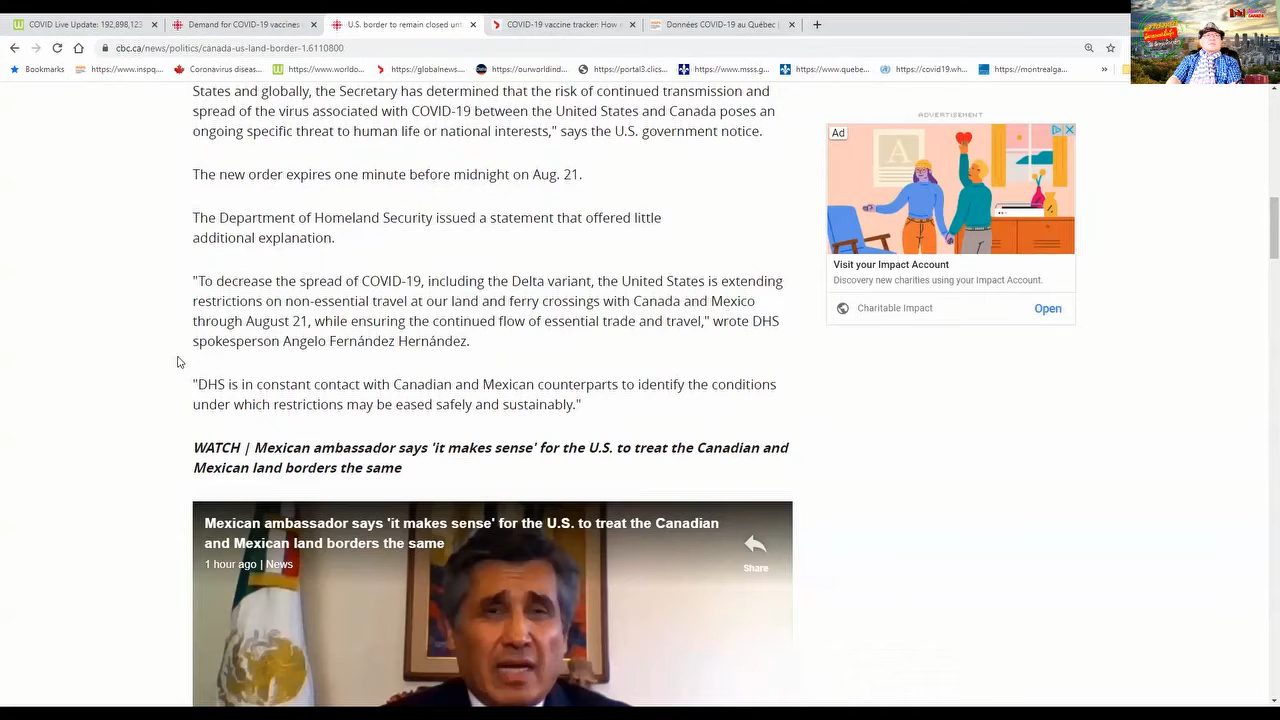 COVID Live Update: 192,898,123
Demand for COVID-19 vaccines
U.S. border to remain closed unt
COVID-19 vaccine tracker: How
Données COVID-19 au Québec
cbc.ca/news/politics/canada-us-land-border-1.6110800
Bookmarks
https://www.inspq...
Coronavirus diseas...
https://www.worldo...
https://globalnews....
https://ourworldind...
https://portal3.clics...
https://www.msss.g...
https://www.quebe...
https://covid19.wh...
https://montrealga...
States and globally, the Secretary has determined that the risk of continued transmission and
spread of the virus associated with COVID-19 between the United States and Canada poses an
ongoing specific threat to human life or national interests," says the U.S. government notice.
The new order expires one minute before midnight on Aug. 21.
The Department of Homeland Security issued a statement that offered little
additional explanation.
"To decrease the spread of COVID-19, including the Delta variant, the United States is extending
restrictions on non-essential travel at our land and ferry crossings with Canada and Mexico
through August 21, while ensuring the continued flow of essential trade and travel," wrote DHS
spokesperson Angelo Fernández Hernández.
"DHS is in constant contact with Canadian and Mexican counterparts to identify the conditions
under which restrictions may be eased safely and sustainably."
WATCH | Mexican ambassador says 'it makes sense' for the U.S. to treat the Canadian and
Mexican land borders the same
Mexican ambassador says 'it makes sense' for the U.S. to treat the Canadian
and Mexican land borders the same
1 hour ago | News
Share
ADVERTISEMENT
Ad
A
Visit your Impact Account
Discover new charities using your Impact Account.
Charitable Impact
Open